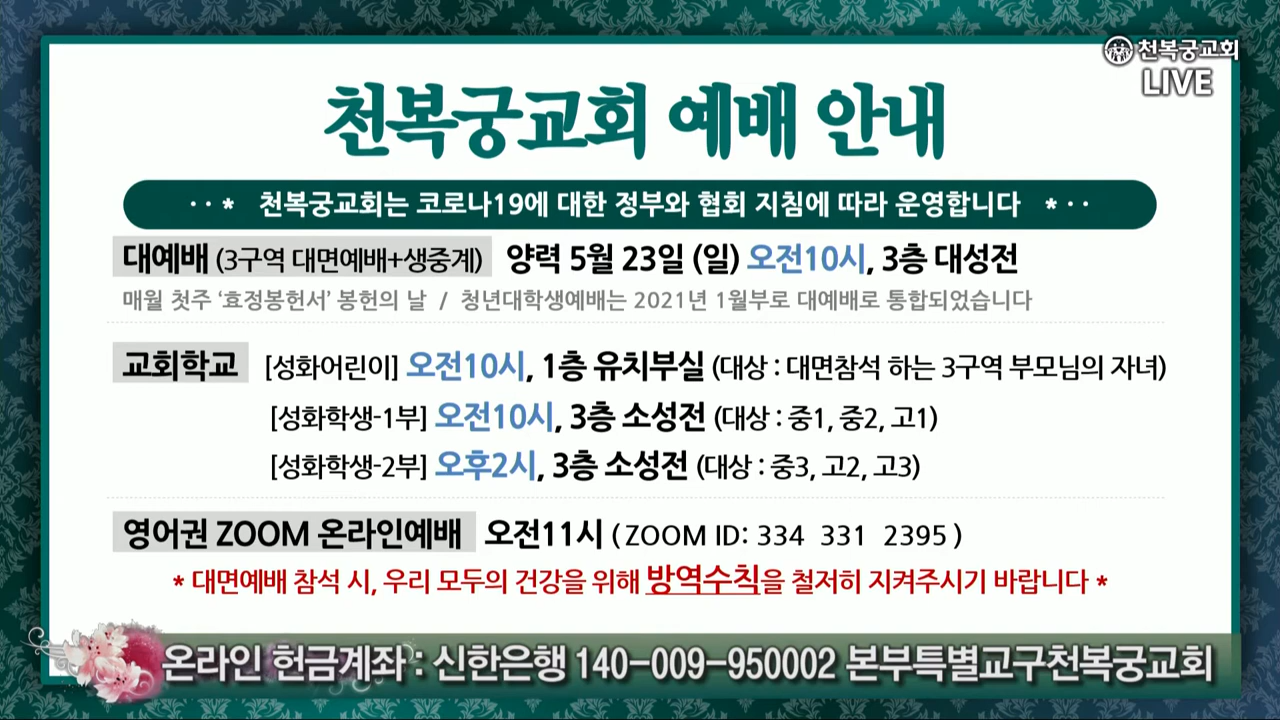 천복궁교회
LIVE
천복궁교회 예배 안내
··* 천복궁교회는 코로나19에 대한 정부와 협회 지침에 따라 운영합니다 *··
대예배 (3구역 대면예배+생중계) 양력 5월 23일 (일) 오전10시, 3층 대성전
매월 첫주 ‘효정봉헌서’ 봉헌의 날 / 청년대학생예배는 2021년 1월부로 대예배로 통합되었습니다
교회학교 [성화어린이] 오전10시, 1층 유치부실 (대상 : 대면참석 하는 3구역 부모님의 자녀)
[성화학생-1부] 오전10시, 3층 소성전 (대상 : 중1, 중2, 고1)
[성화학생-2부] 오후2시, 3층 소성전 (대상 : 중3, 고2, 고3)
영어권 ZOOM 온라인예배 오전11시 ( ZOOM ID: 334 331 2395 )
* 대면예배 참석 시, 우리 모두의 건강을 위해 방역수칙을 철저히 지켜주시기 바랍니다 *
온라인 헌금계좌 : 신한은행 140-009-950002 본부특별교구천복궁교회